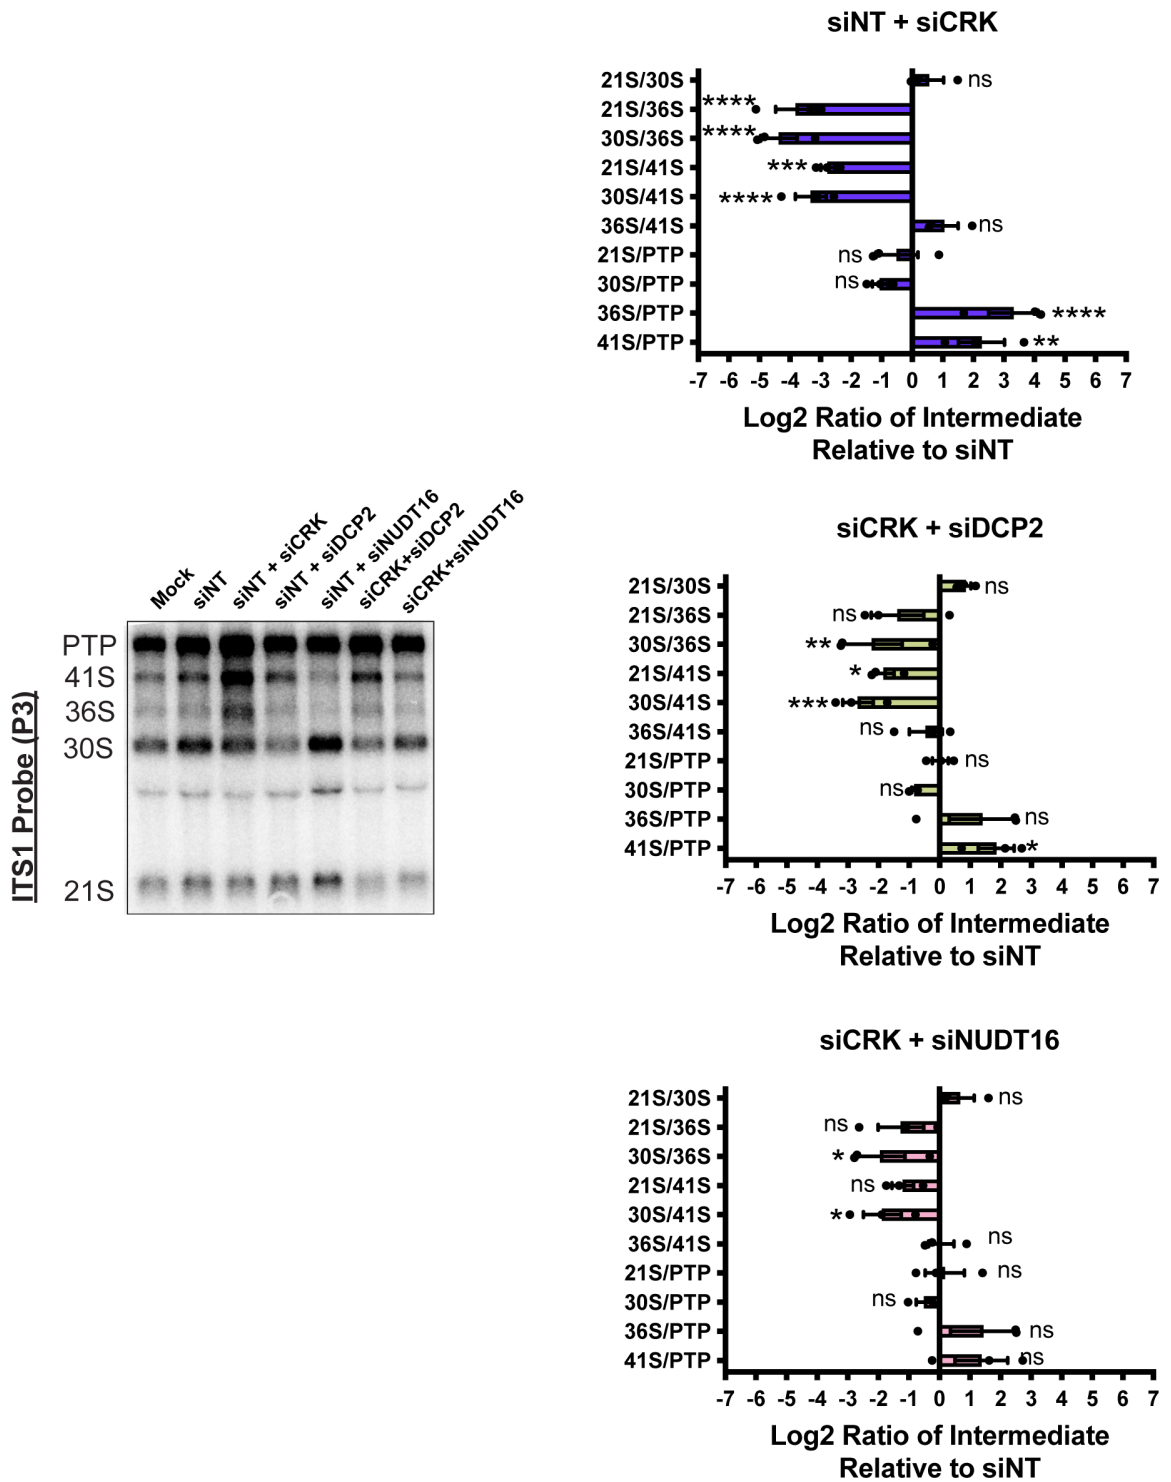 siNT + siCRK
21S/30S
ns
21S/36S
****
30S/36S
****
21S/41S
***
30S/41S
****
36S/41S
ns
21S/PTP
ns
30S/PTP
ns
36S/PTP
****
41S/PTP
**
-7 -6 -5 -4 -3 -2 -1 0 1 2 3 4 5 6 7
Log2 Ratio of Intermediate
Relative to siNT
Mock
siNT
siNT + siCRK
siNT + siDCP2
siNT + siNUDT16
siCRK+siDCP2
siCRK+siNUDT16
PTP
41S
36S
30S
21S
ITS1 Probe (P3)
siCRK + siDCP2
21S/30S
ns
21S/36S
ns
30S/36S
**
21S/41S
*
30S/41S
***
36S/41S
ns
21S/PTP
ns
30S/PTP
ns
36S/PTP
ns
41S/PTP
*
-7 -6 -5 -4 -3 -2 -1 0 1 2 3 4 5 6 7
Log2 Ratio of Intermediate
Relative to siNT
siCRK + siNUDT16
21S/30S
ns
21S/36S
ns
30S/36S
*
21S/41S
ns
30S/41S
*
36S/41S
ns
21S/PTP
ns
30S/PTP
ns
36S/PTP
ns
41S/PTP
ns
-7 -6 -5 -4 -3 -2 -1 0 1 2 3 4 5 6 7
Log2 Ratio of Intermediate
Relative to siNT